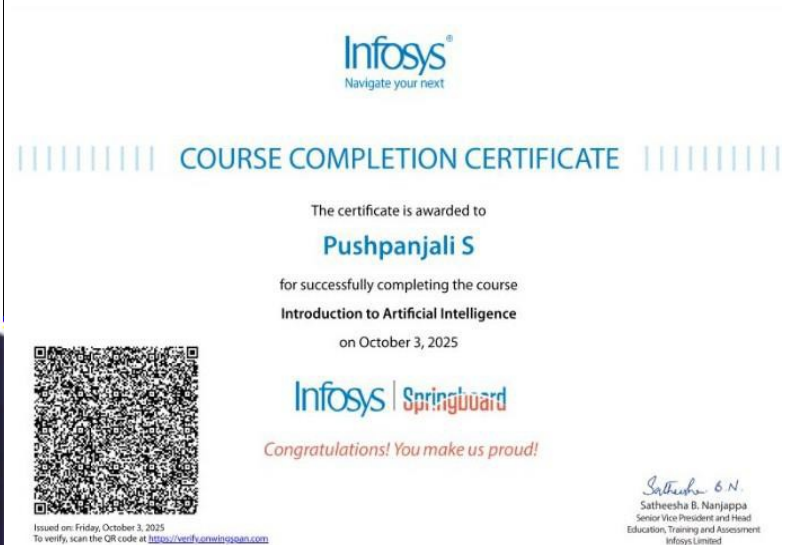 Infosys®
Navigate your next
COURSE COMPLETION CERTIFICATE
The certificate is awarded to
Pushpanjali S
for successfully completing the course
Introduction to Artificial Intelligence
on October 3, 2025
Infosys | Springboard
Congratulations! You make us proud!
Satheesha B. N.
Satheesha B. Nanjappa
Senior Vice President and Head
Education, Training and Assessment
Infosys Limited
Issued on: Friday, October 3, 2025
To verify, scan the QR code at https://verify.onwingspan.com